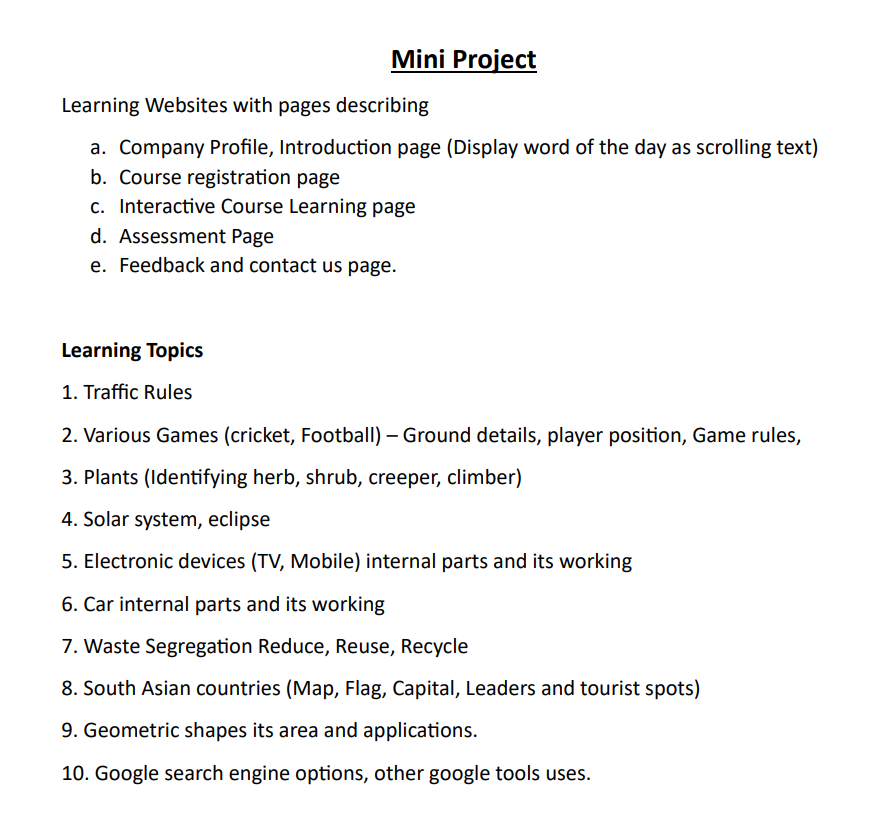 Mini Project
Learning Websites with pages describing
a. Company Profile, Introduction page (Display word of the day as scrolling text)
b. Course registration page
c. Interactive Course Learning page
d. Assessment Page
e. Feedback and contact us page.
Learning Topics
1. Traffic Rules
2. Various Games (cricket, Football) – Ground details, player position, Game rules,
3. Plants (Identifying herb, shrub, creeper, climber)
4. Solar system, eclipse
5. Electronic devices (TV, Mobile) internal parts and its working
6. Car internal parts and its working
7. Waste Segregation Reduce, Reuse, Recycle
8. South Asian countries (Map, Flag, Capital, Leaders and tourist spots)
9. Geometric shapes its area and applications.
10. Google search engine options, other google tools uses.